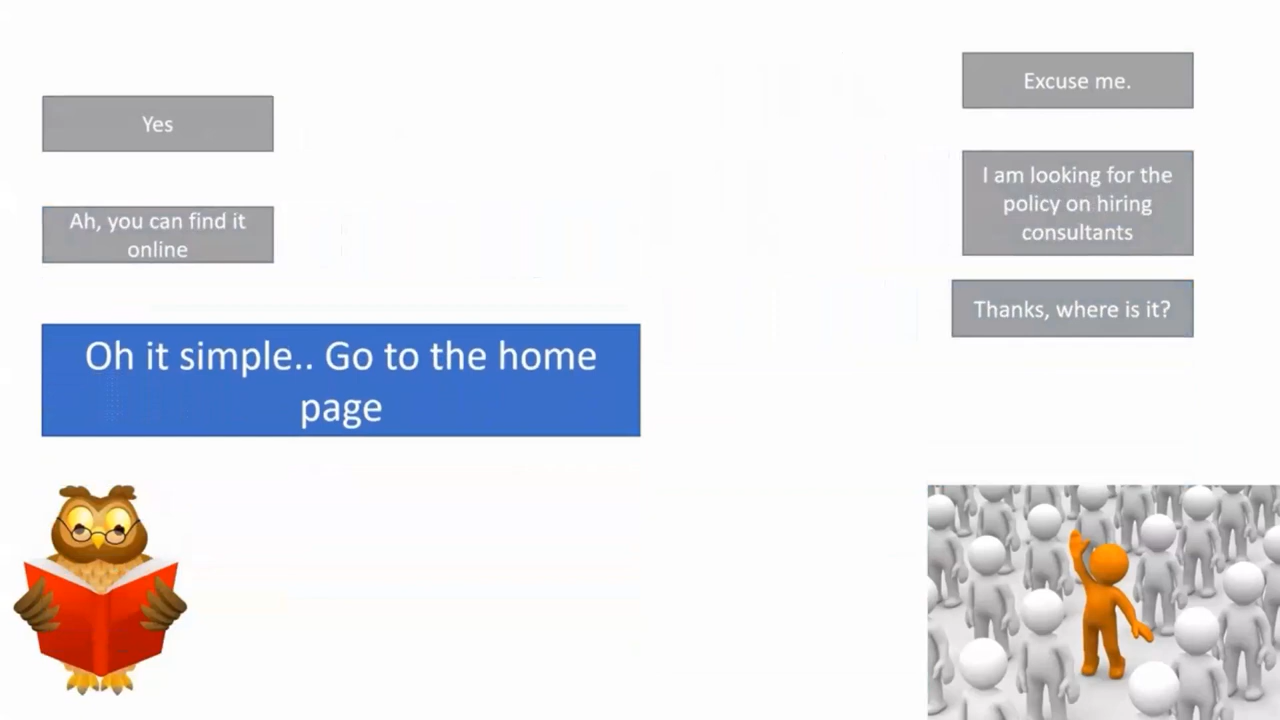 Excuse me.
Yes
I am looking for the
policy on hiring
consultants
Ah, you can find it
online
Thanks, where is it?
Oh it simple.. Go to the home
page